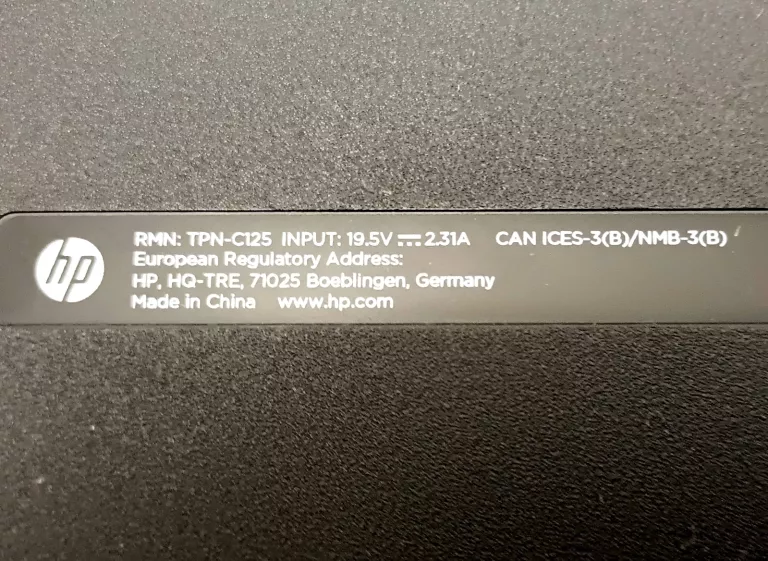 hp
RMN: TPN-C125 INPUT: 19.5V ⎓ 2.31A CAN ICES-3(B)/NMB-3(B)
European Regulatory Address:
HP, HQ-TRE, 71025 Boeblingen, Germany
Made in China www.hp.com